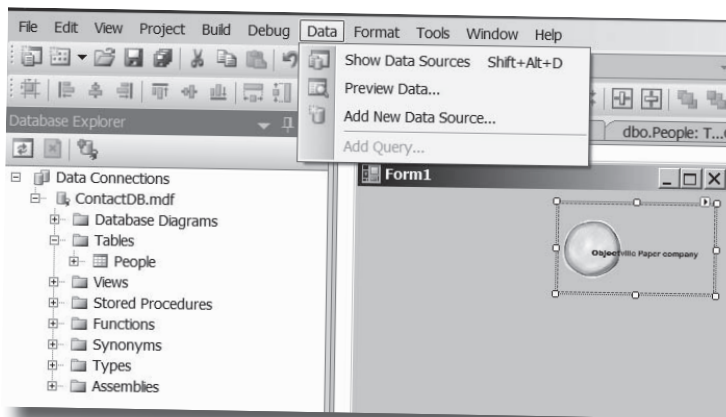 File Edit View Project Build Debug Data Format Tools Window Help
Show Data Sources Shift+Alt+D
Preview Data...
Add New Data Source...
Add Query...
Database Explorer
dbo.People: T...
Form1
Data Connections
ContactDB.mdf
Database Diagrams
Tables
People
Views
Stored Procedures
Functions
Synonyms
Types
Assemblies
Objectville Paper company